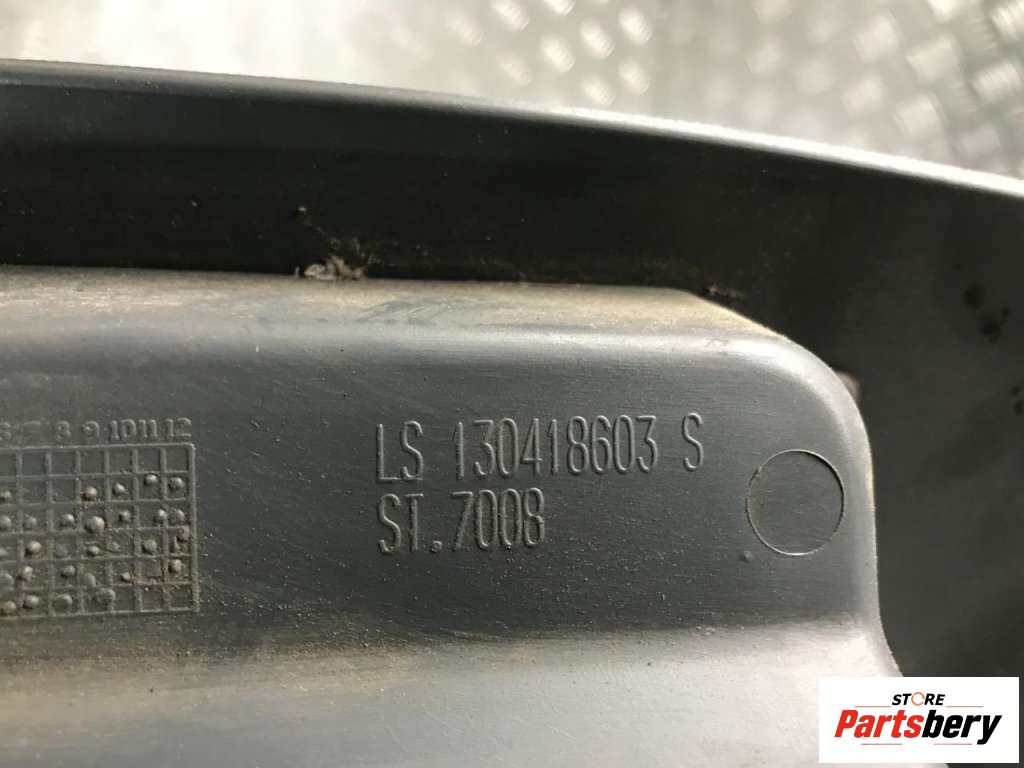 8 9 10 11 12
LS 130418603 S
ST.7008
STORE
Partsbery